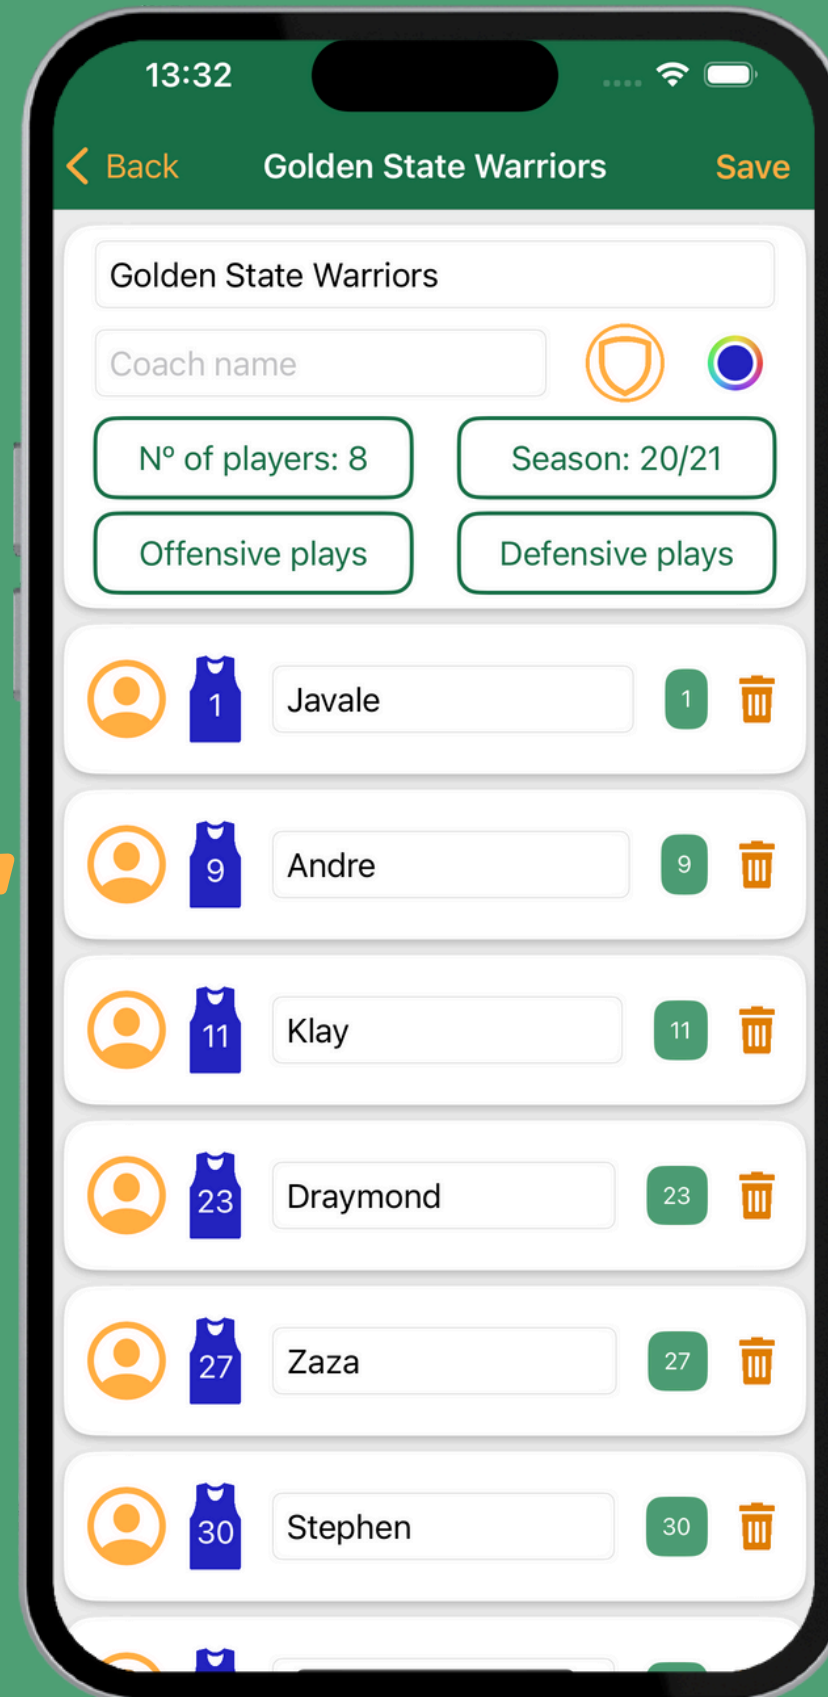 13:32
Back Golden State Warriors Save
Golden State Warriors
Coach name
Nº of players: 8 Season: 20/21
Offensive plays Defensive plays
1 Javale 1
9 Andre 9
11 Klay 11
23 Draymond 23
27 Zaza 27
30 Stephen 30